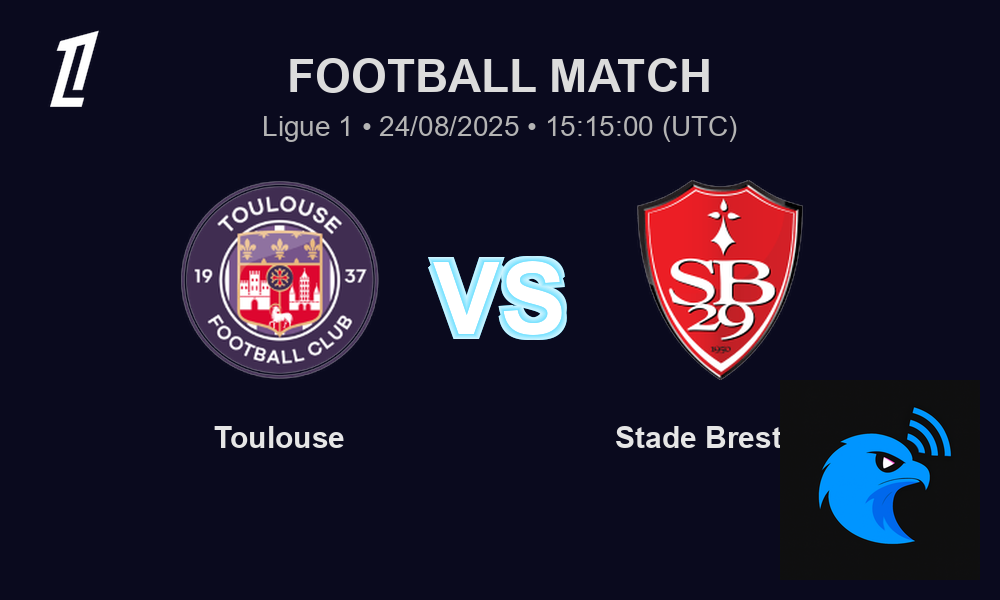 FOOTBALL MATCH
Ligue 1 • 24/08/2025 • 15:15:00 (UTC)
TOULOUSE
19 37
FOOTBALL CLUB
VS
SB
29
1950
Toulouse
Stade Brest